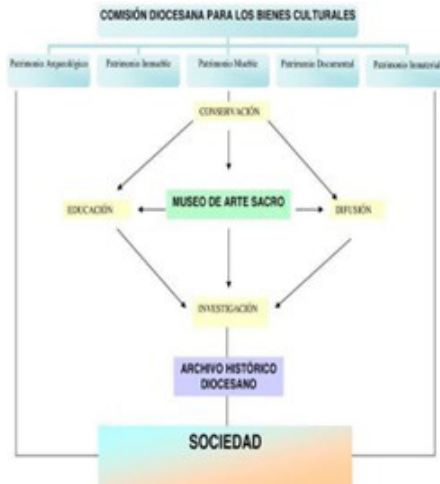 COMISIÓN DIOCESANA PARA LOS BIENES CULTURALES
Patrimonio Arqueológico
Patrimonio Inmueble
Patrimonio Mueble
Patrimonio Documental
Patrimonio Inmaterial
CONSERVACIÓN
EDUCACIÓN
MUSEO DE ARTE SACRO
DIFUSIÓN
INVESTIGACIÓN
ARCHIVO HISTÓRICO
DIOCESANO
SOCIEDAD